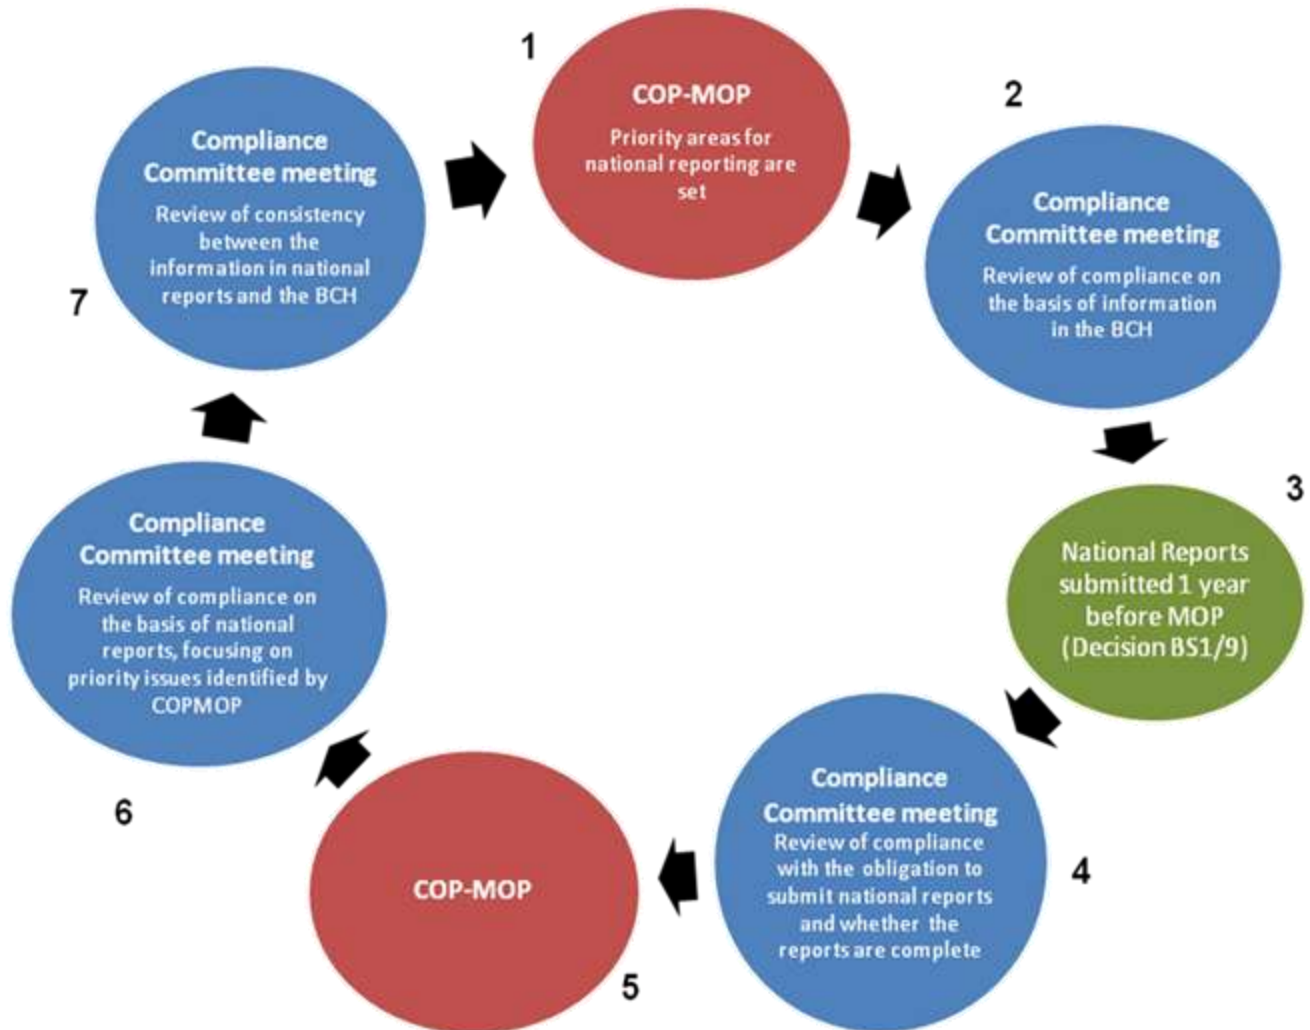 1
COP-MOP
Priority areas for
national reporting are
set
2
Compliance
Committee meeting
Review of compliance on
the basis of information
in the BCH
3
National Reports
submitted 1 year
before MOP
(Decision BS1/9)
4
Compliance
Committee meeting
Review of compliance
with the obligation to
submit national reports
and whether the
reports are complete
5
COP-MOP
6
Compliance
Committee meeting
Review of compliance on
the basis of national
reports, focusing on
priority issues identified by
COPMOP
7
Compliance
Committee meeting
Review of consistency
between the
information in national
reports and the BCH